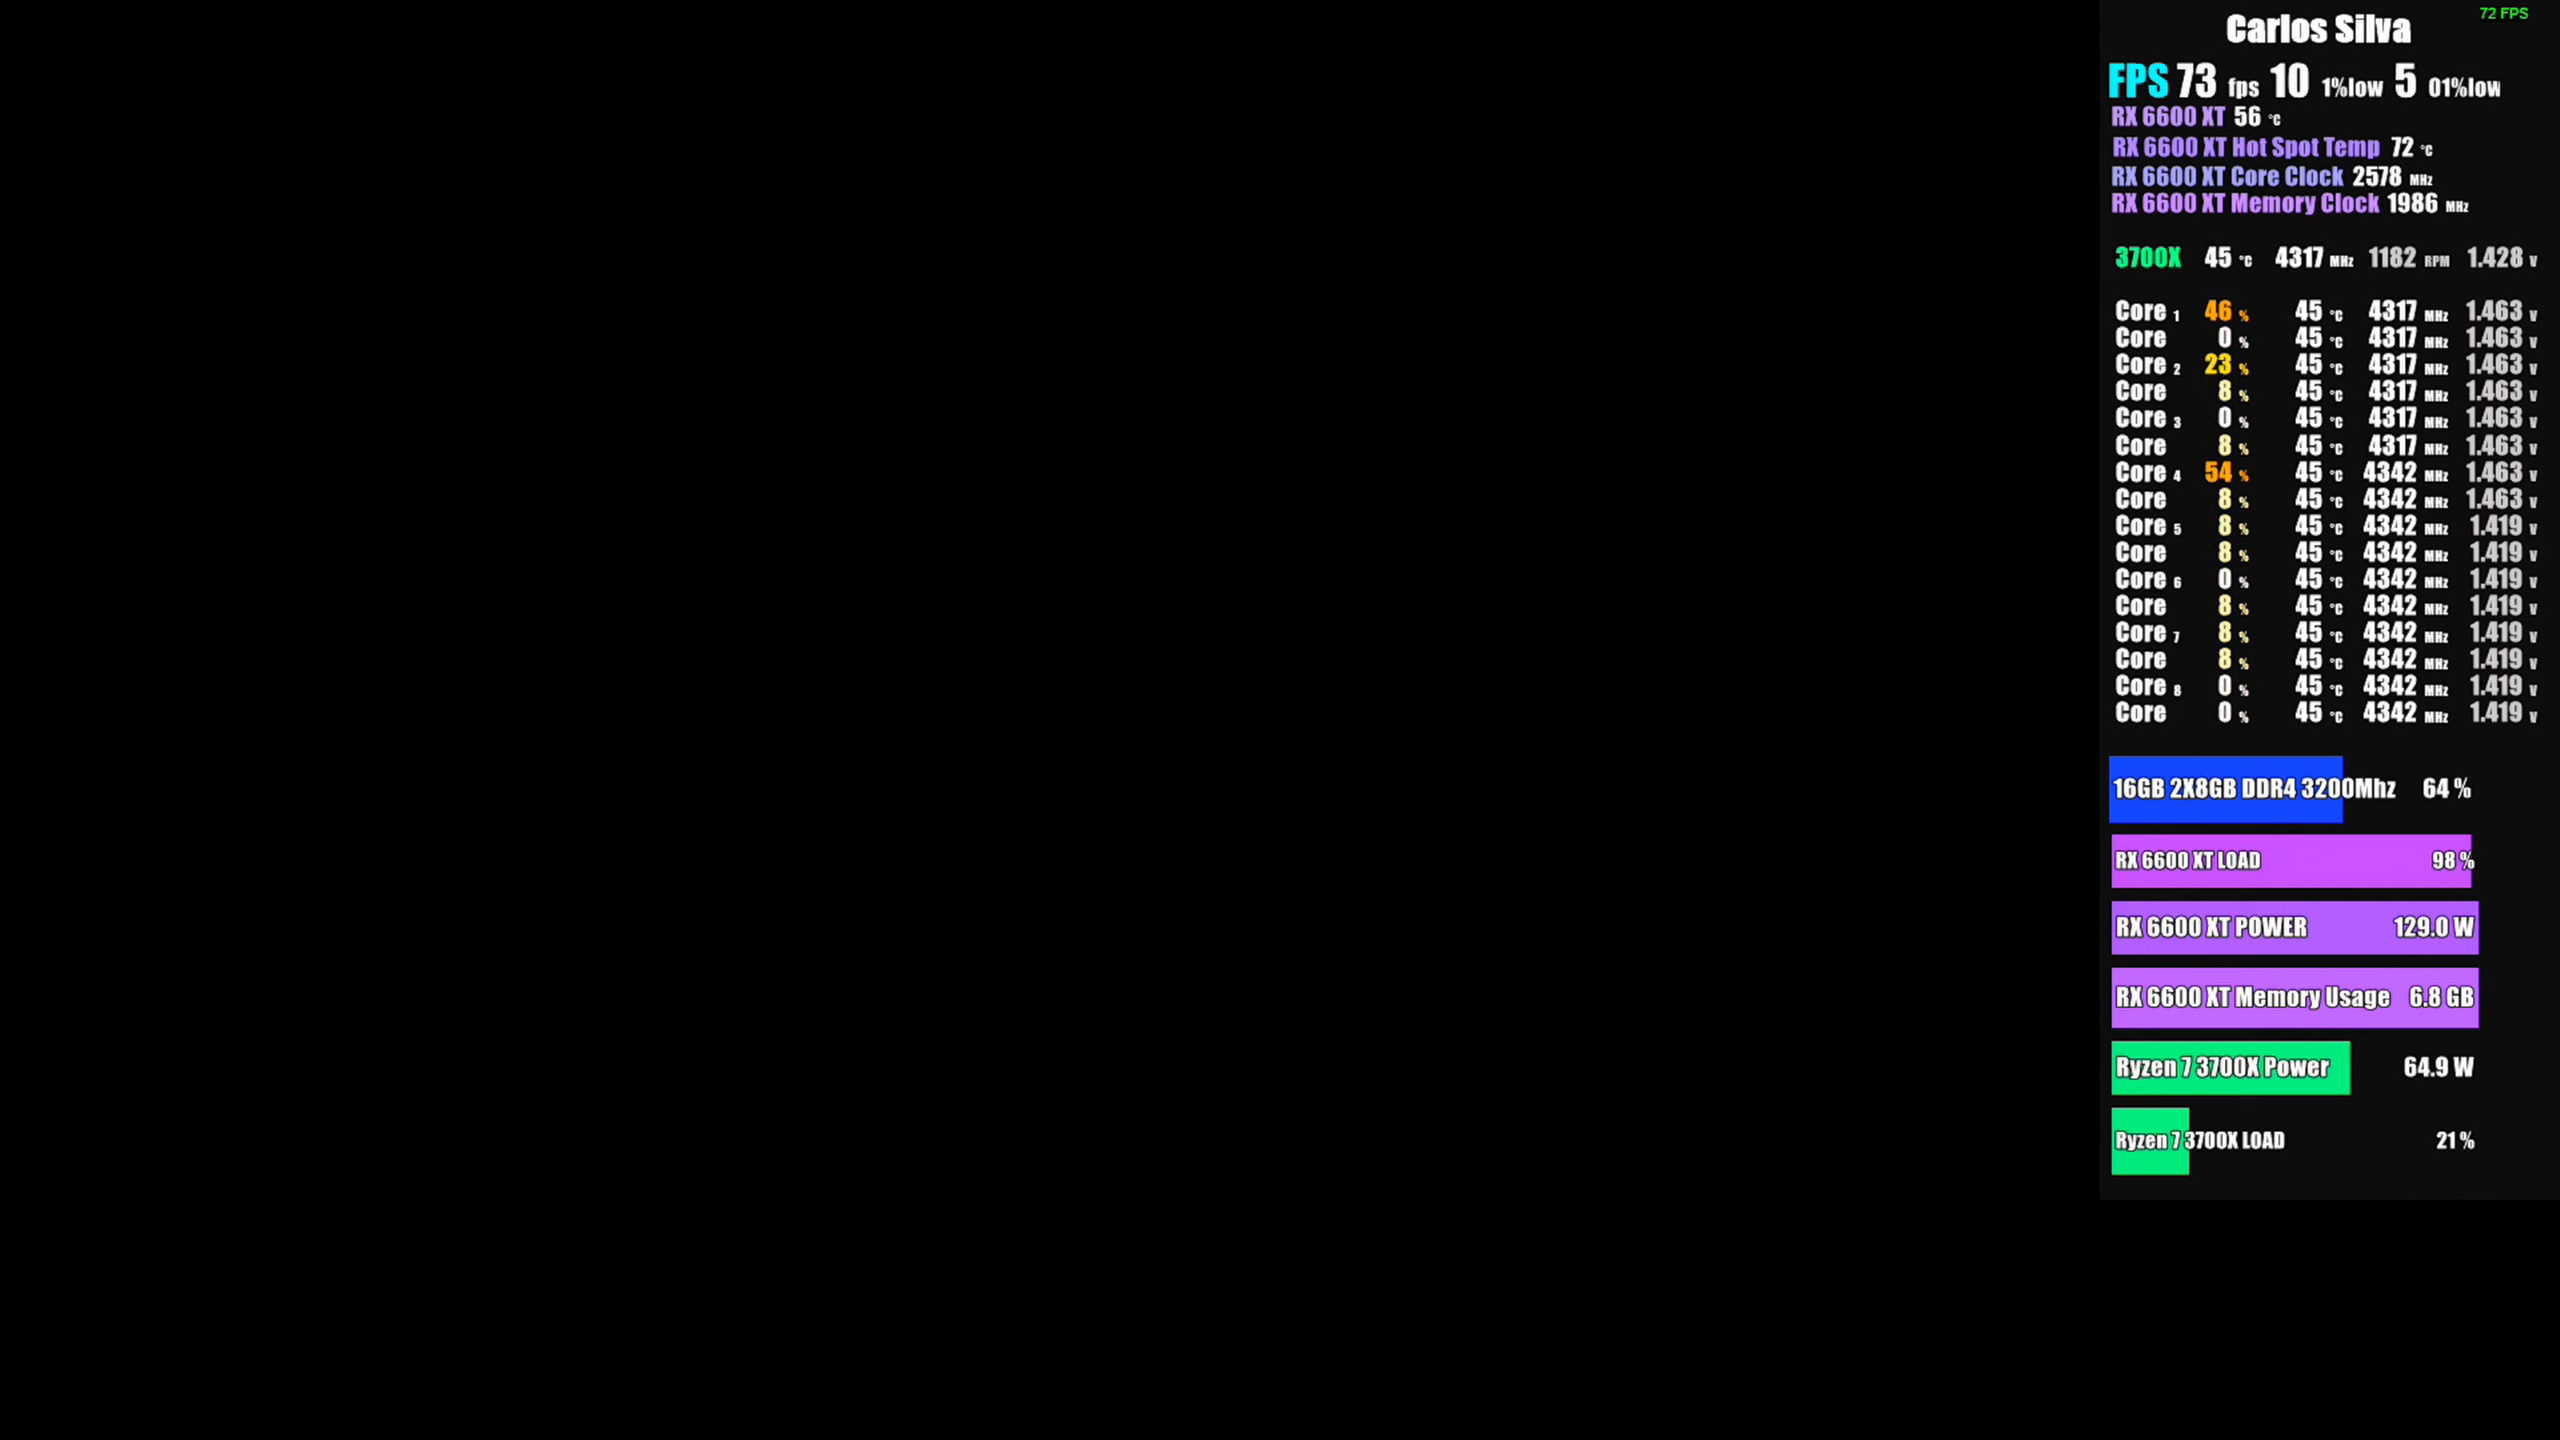 72 FPS
Carlos Silva
FPS 73 fps 10 1%low 5 01%low
RX 6600 XT 56 °C
RX 6600 XT Hot Spot Temp 72 °C
RX 6600 XT Core Clock 2578 MHz
RX 6600 XT Memory Clock 1986 MHz
3700X 45 °C 4317 MHz 1182 RPM 1.428 V
Core 1 46 % 45 °C 4317 MHz 1.463 V
Core 0 % 45 °C 4317 MHz 1.463 V
Core 2 23 % 45 °C 4317 MHz 1.463 V
Core 8 % 45 °C 4317 MHz 1.463 V
Core 3 0 % 45 °C 4317 MHz 1.463 V
Core 8 % 45 °C 4317 MHz 1.463 V
Core 4 54 % 45 °C 4342 MHz 1.463 V
Core 8 % 45 °C 4342 MHz 1.463 V
Core 5 8 % 45 °C 4342 MHz 1.419 V
Core 8 % 45 °C 4342 MHz 1.419 V
Core 6 0 % 45 °C 4342 MHz 1.419 V
Core 8 % 45 °C 4342 MHz 1.419 V
Core 7 8 % 45 °C 4342 MHz 1.419 V
Core 8 % 45 °C 4342 MHz 1.419 V
Core 8 0 % 45 °C 4342 MHz 1.419 V
Core 0 % 45 °C 4342 MHz 1.419 V
16GB 2X8GB DDR4 3200Mhz 64 %
RX 6600 XT LOAD 98 %
RX 6600 XT POWER 129.0 W
RX 6600 XT Memory Usage 6.8 GB
Ryzen 7 3700X Power 64.9 W
Ryzen 7 3700X LOAD 21 %